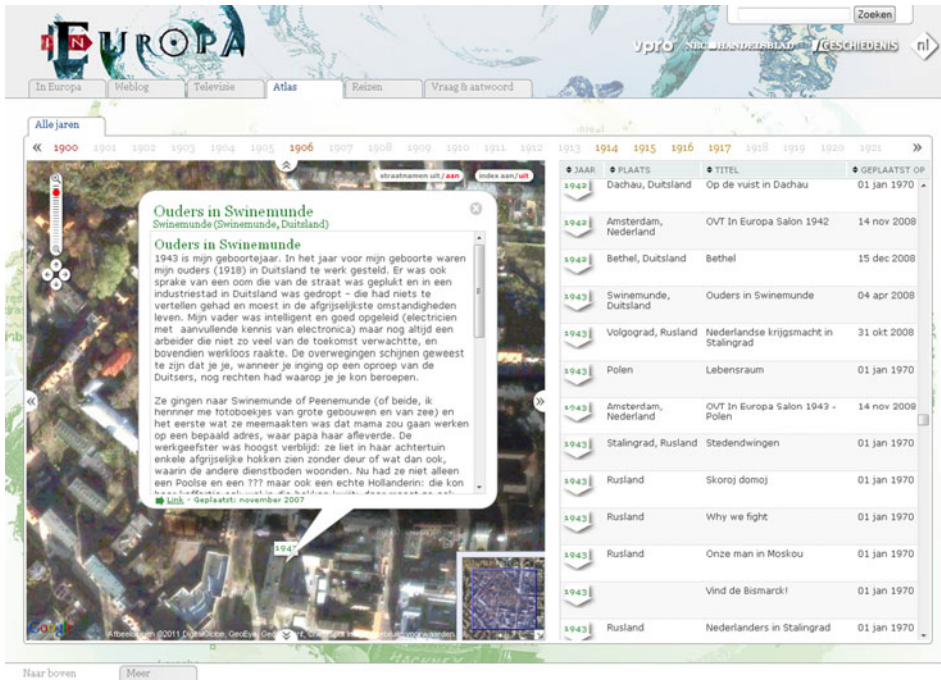 Zoeken
IN EUROPA
vpro NRC HANDELSBLAD GESCHIEDENIS nl
In Europa Weblog Televisie Atlas Reizen Vraag & antwoord
Alle jaren
« 1900 1901 1902 1903 1904 1905 1906 1907 1908 1909 1910 1911 1912 1913 1914 1915 1916 1917 1918 1919 1920 1921 »
straatnamen uit/aan index aan/uit
Ouders in Swinemunde
Swinemunde (Swinemunde, Duitsland)
Ouders in Swinemunde
1943 is mijn geboortejaar. In het jaar voor mijn geboorte waren
mijn ouders (1918) in Duitsland te werk gesteld. Er was ook
sprake van een oom die van de straat was geplukt en in een
industriestad in Duitsland was gedropt – die had niets te
vertellen gehad en moest in de afgrijselijkste omstandigheden
leven. Mijn vader was intelligent en goed opgeleid (electricien
met aanvullende kennis van electronica) maar nog altijd een
arbeider die niet zo veel van de toekomst verwachtte, en
bovendien werkloos raakte. De overwegingen schijnen geweest
te zijn dat je je, wanneer je inging op een oproep van de
Duitsers, nog rechten had waarop je je kon beroepen.
Ze gingen naar Swinemunde of Peenemunde (of beide, ik
hennner me fotoboekjes van grote gebouwen en van zee) en
het eerste wat ze meemaakten was dat mama zou gaan werken
op een bepaald adres, waar papa haar afleverde. De
werkgeefster was hoogst verblijd: ze liet in haar achtertuin
enkele afgrijselijke hokken zien zonder deur of wat dan ook,
waarin de andere dienstboden woonden. Nu had ze niet alleen
een Poolse en een ??? maar ook een echte Hollanderin: die kon
Link - Geplaatst: november 2007
1943
Google
JAAR PLAATS TITEL GEPLAATST OP
1942 Dachau, Duitsland Op de vuist in Dachau 01 jan 1970
1942 Amsterdam, Nederland OVT In Europa Salon 1942 14 nov 2008
1942 Bethel, Duitsland Bethel 15 dec 2008
1943 Swinemunde, Duitsland Ouders in Swinemunde 04 apr 2008
1943 Volgograd, Rusland Nederlandse krijgsmacht in Stalingrad 31 okt 2008
1943 Polen Lebensraum 01 jan 1970
1943 Amsterdam, Nederland OVT In Europa Salon 1943 - Polen 14 nov 2008
1943 Stalingrad, Rusland Stedendwingen 01 jan 1970
1943 Rusland Skoroj domoj 01 jan 1970
1943 Rusland Why we fight 01 jan 1970
1943 Rusland Onze man in Moskou 01 jan 1970
1943 Vind de Bismarck! 01 jan 1970
1943 Rusland Nederlanders in Stalingrad 01 jan 1970
HACKNEY
Naar boven Meer